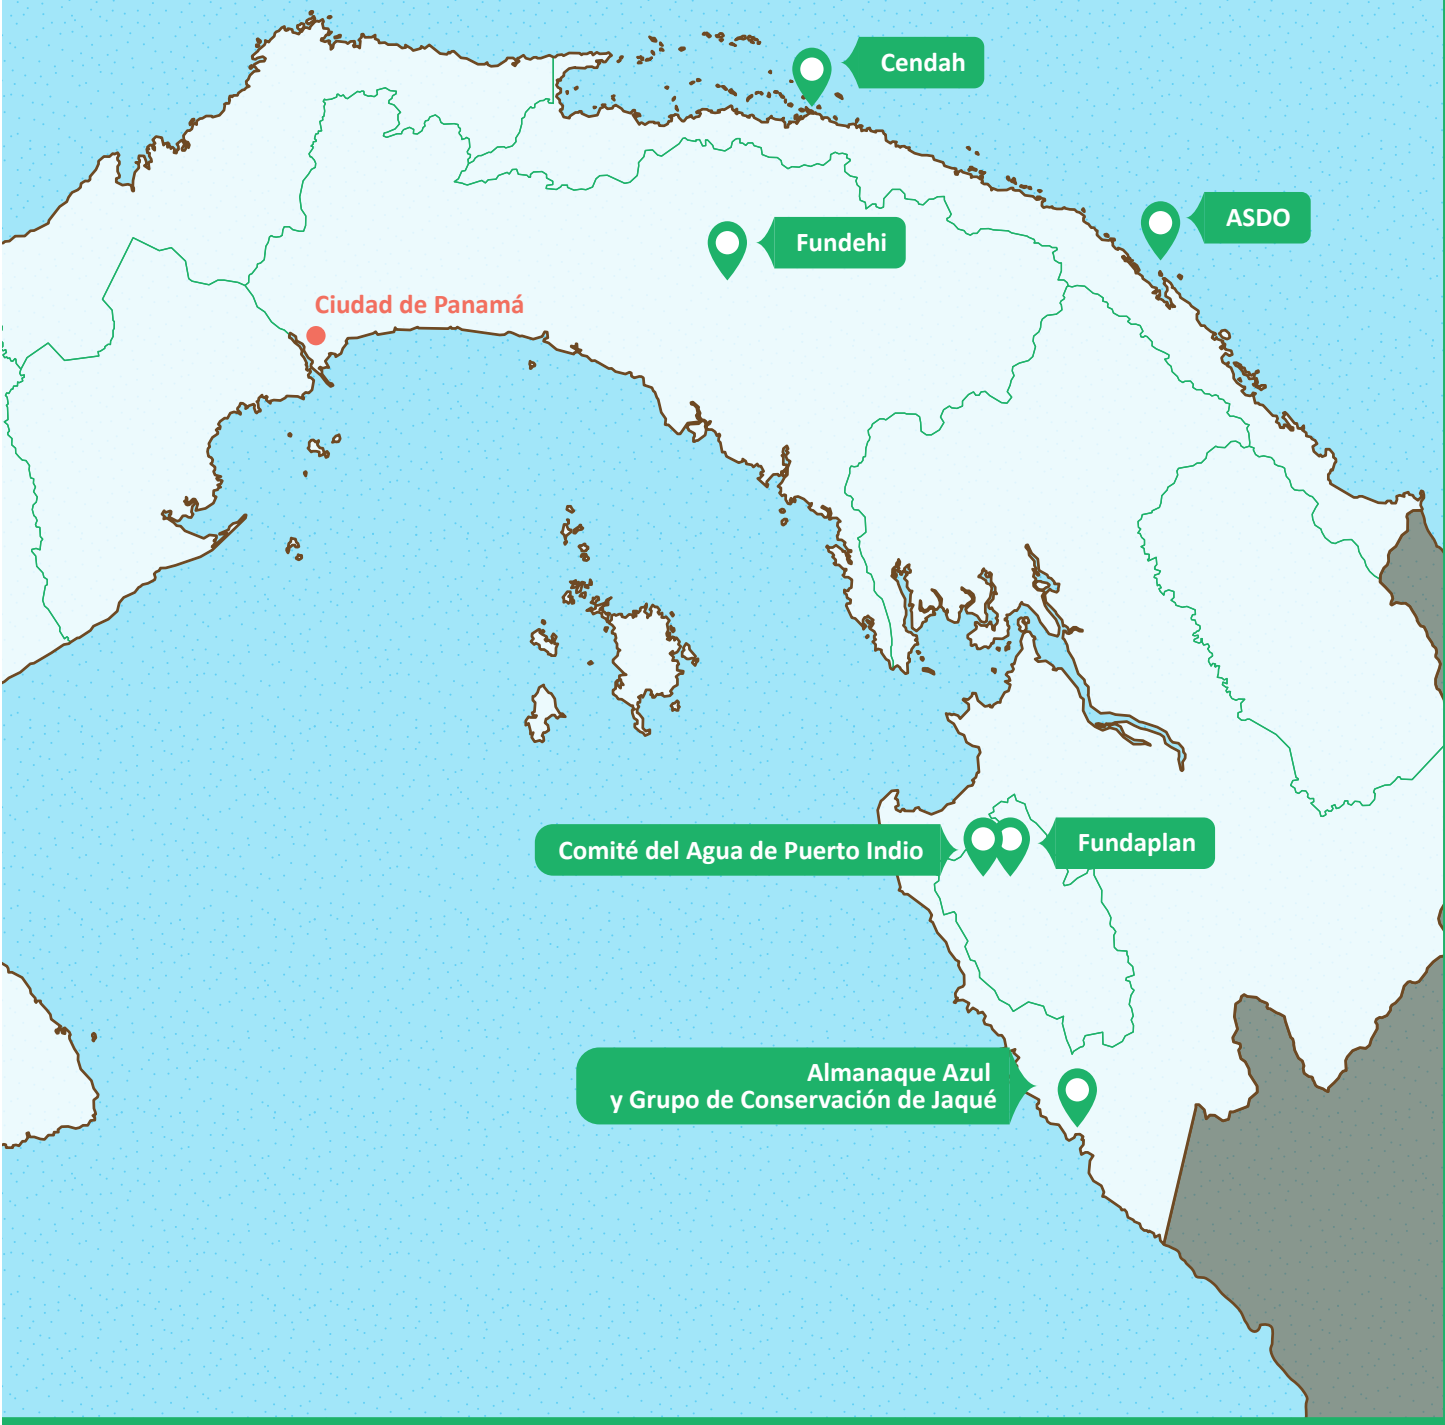 Cendah
ASDO
Fundehi
Ciudad de Panamá
Comité del Agua de Puerto Indio
Fundaplan
Almanaque Azul
y Grupo de Conservación de Jaqué